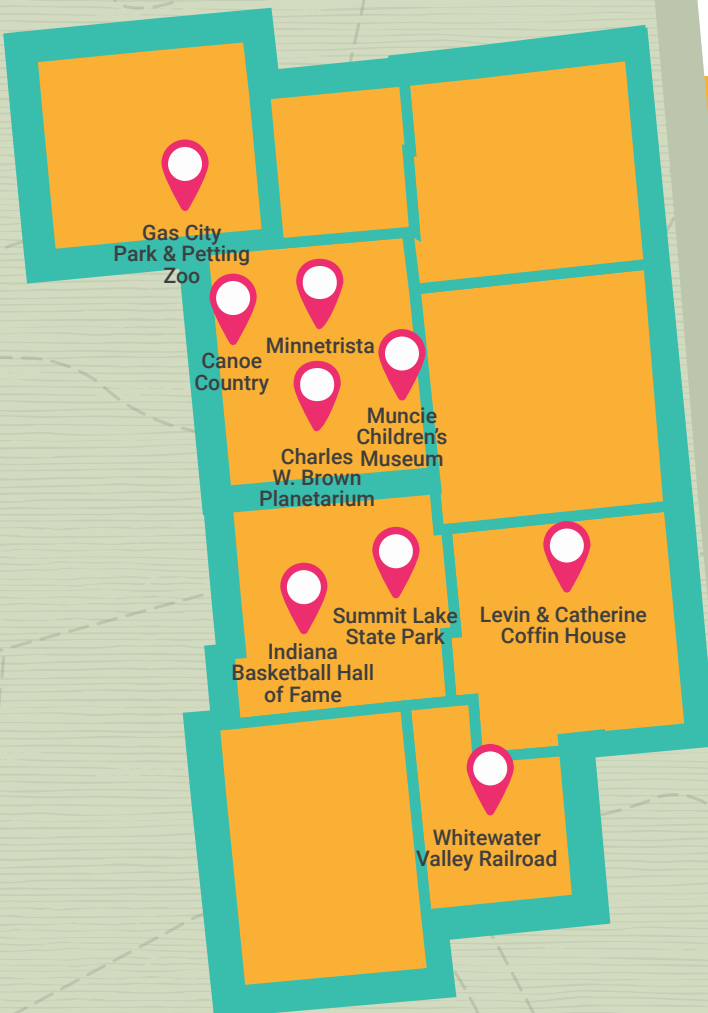 Gas City
Park & Petting
Zoo
Minnetrista
Canoe
Country
Muncie
Children's
Museum
Charles
W. Brown
Planetarium
Summit Lake
State Park
Levin & Catherine
Coffin House
Indiana
Basketball Hall
of Fame
Whitewater
Valley Railroad